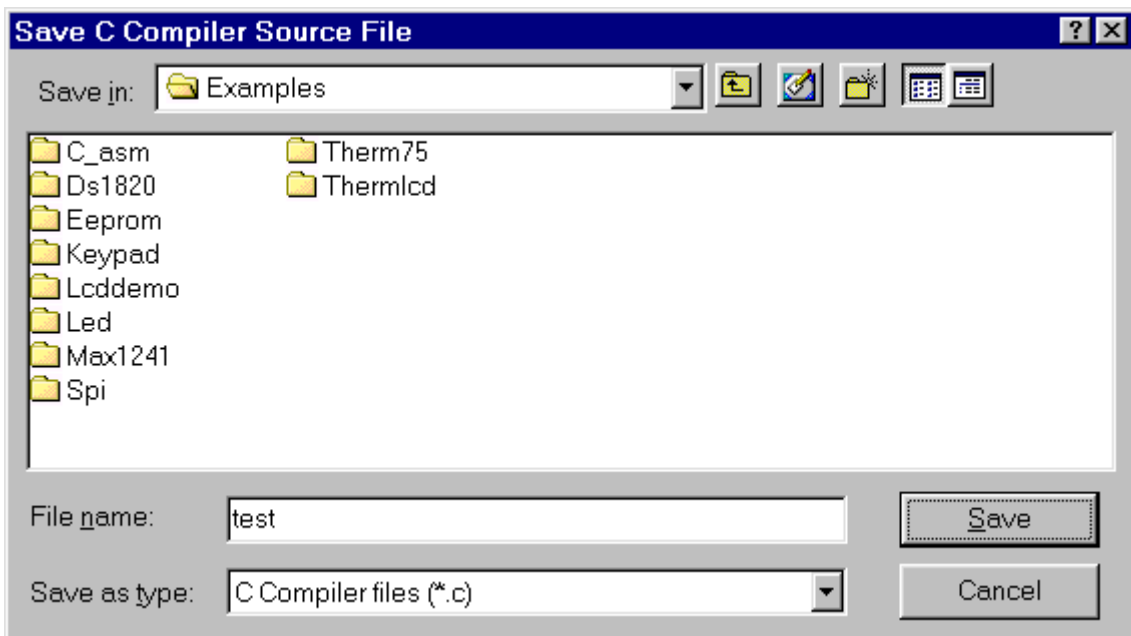 Save C Compiler Source File
Save in: Examples
C_asm Therm75
Ds1820 Thermlcd
Eeprom
Keypad
Lcddemo
Led
Max1241
Spi
File name: test Save
Save as type: C Compiler files (*.c) Cancel